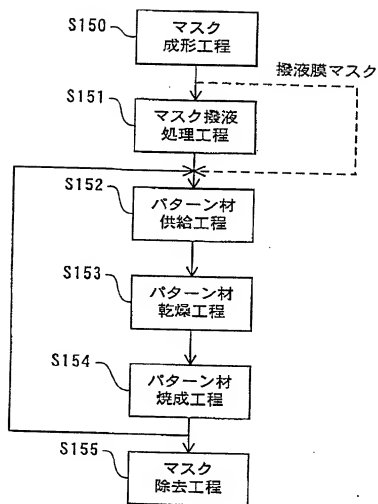 S150
マスク
成形工程
撥液膜マスク
S151
マスク撥液
処理工程
S152
パターン材
供給工程
S153
パターン材
乾燥工程
S154
パターン材
焼成工程
S155
マスク
除去工程